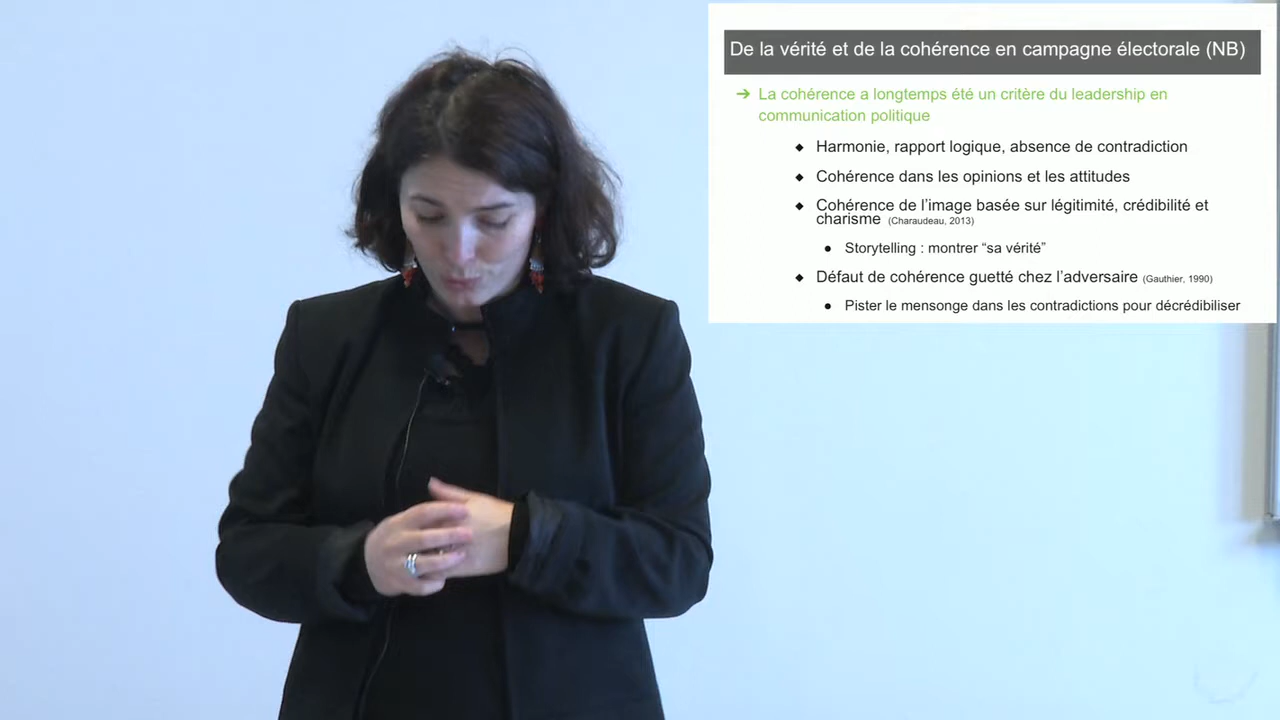 De la vérité et de la cohérence en campagne électorale (NB)
➔ La cohérence a longtemps été un critère du leadership en
communication politique
◆ Harmonie, rapport logique, absence de contradiction
◆ Cohérence dans les opinions et les attitudes
◆ Cohérence de l'image basée sur légitimité, crédibilité et
charisme (Charaudeau, 2013)
● Storytelling : montrer “sa vérité”
◆ Défaut de cohérence guetté chez l'adversaire (Gauthier, 1990)
● Pister le mensonge dans les contradictions pour décrédibiliser